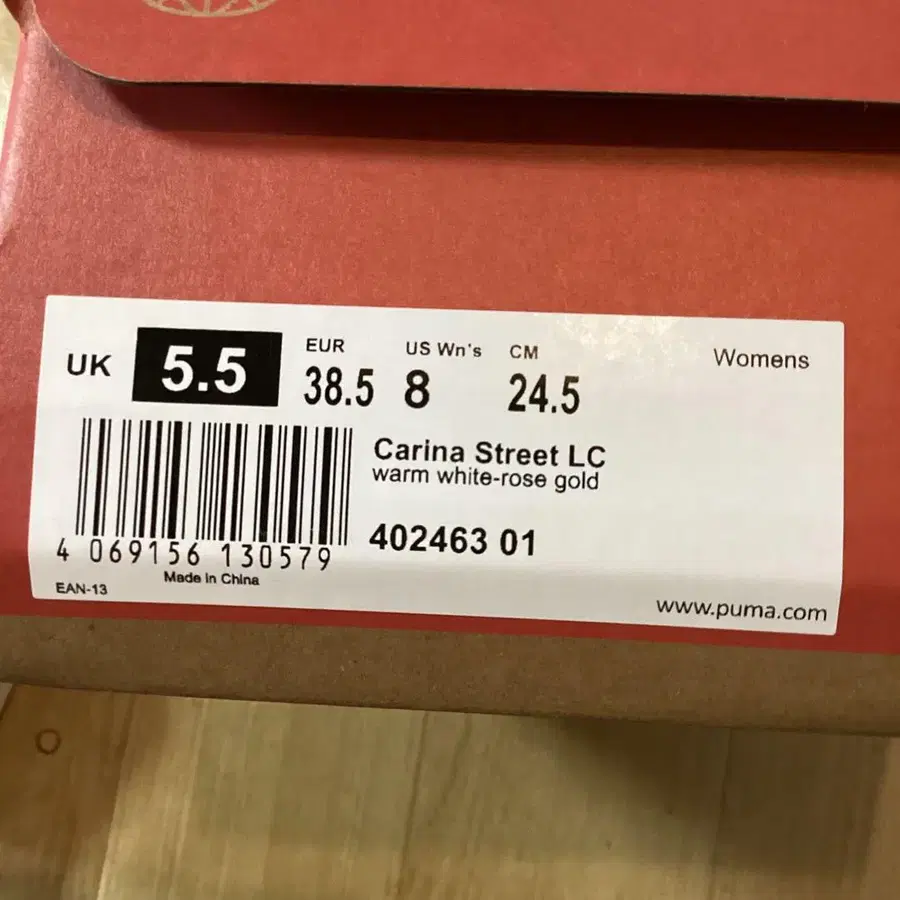 UK 5.5 EUR 38.5 US Wn's 8 CM 24.5 Womens
Carina Street LC
warm white-rose gold
402463 01
4 069156 130579
Made in China
EAN-13
www.puma.com